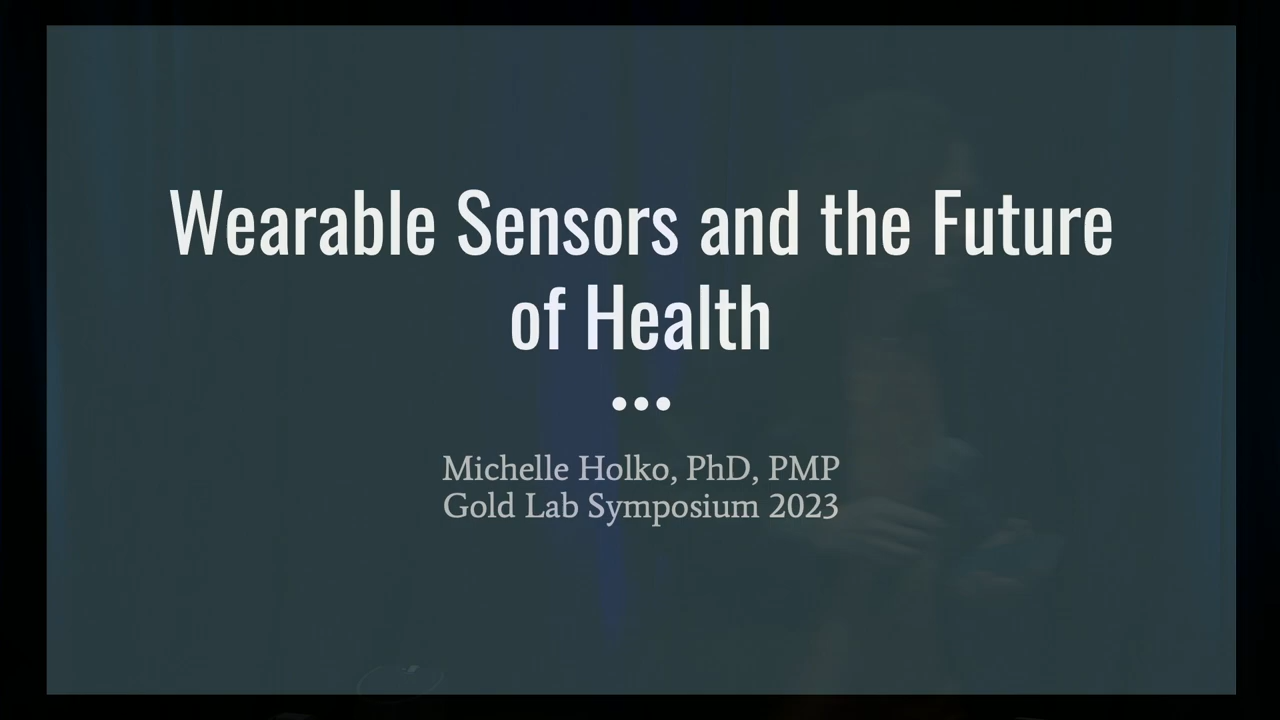 Wearable Sensors and the Future
of Health
Michelle Holko, PhD, PMP
Gold Lab Symposium 2023